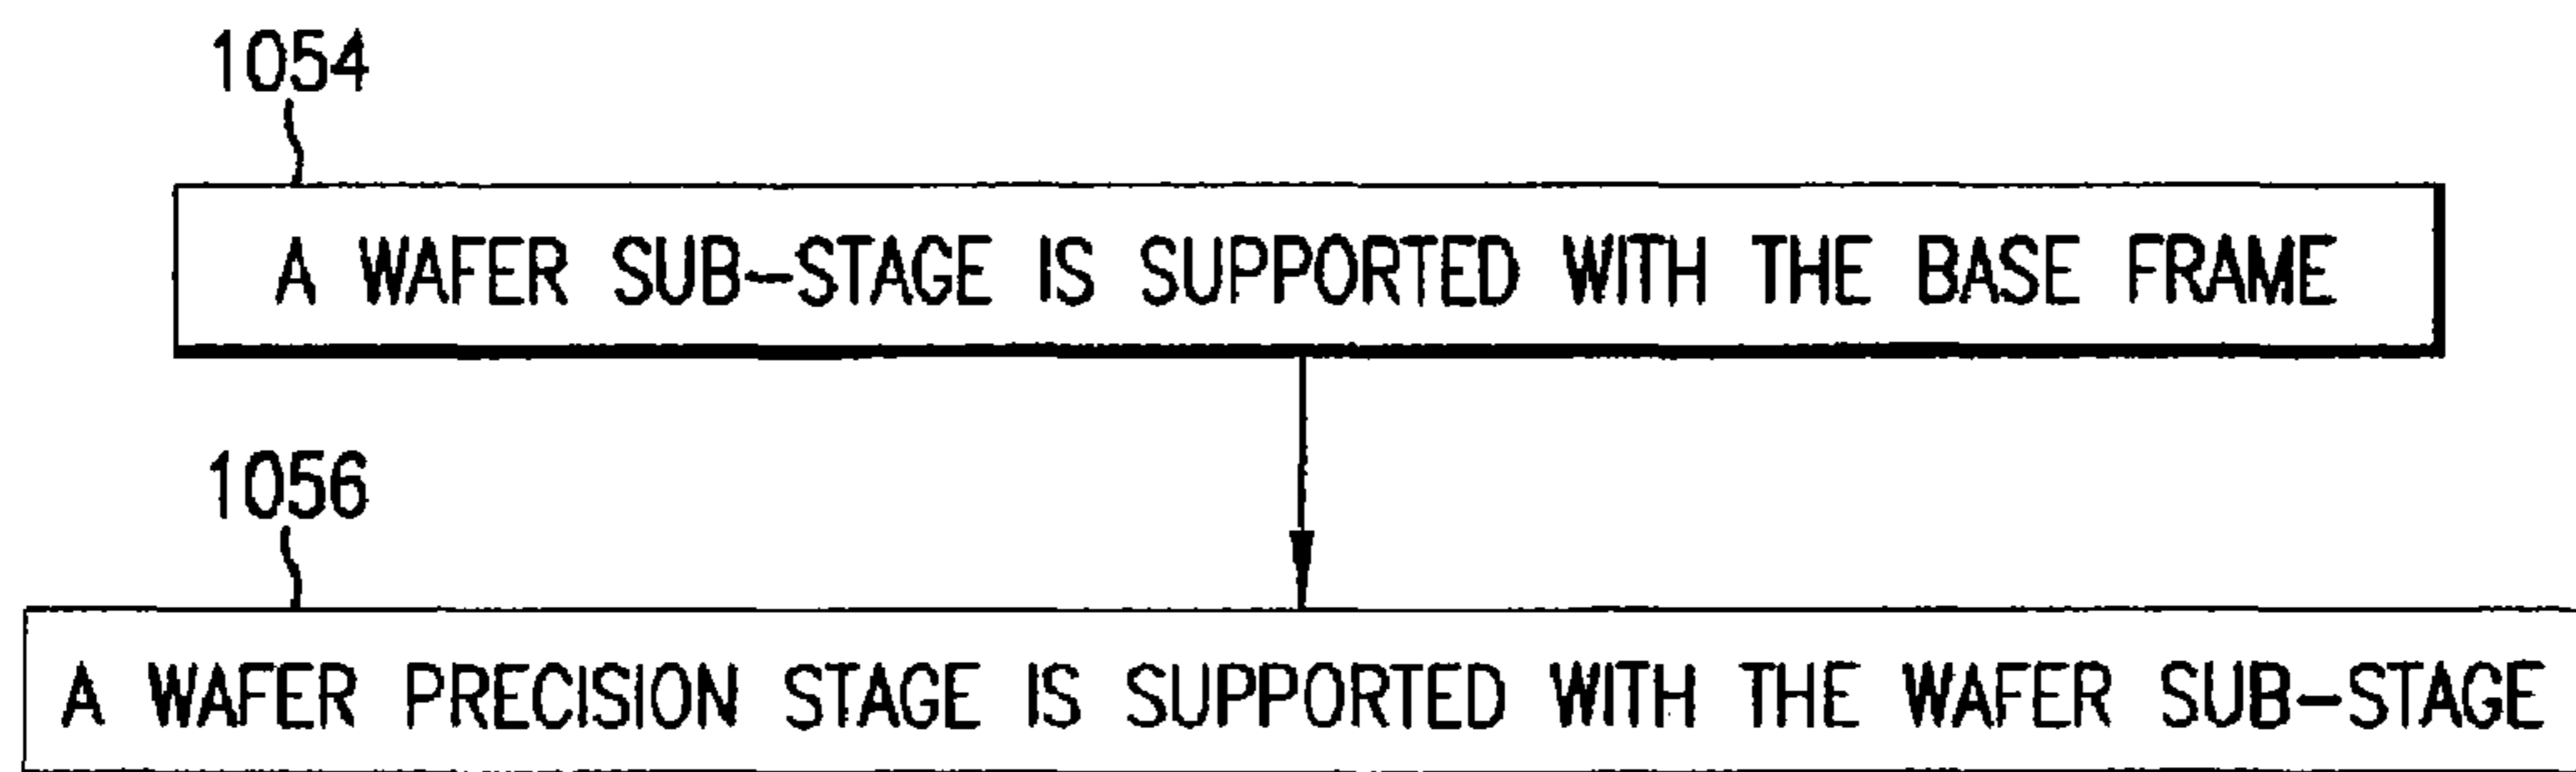 1054
A WAFER SUB-STAGE IS SUPPORTED WITH THE BASE FRAME
1056
A WAFER PRECISION STAGE IS SUPPORTED WITH THE WAFER SUB-STAGE